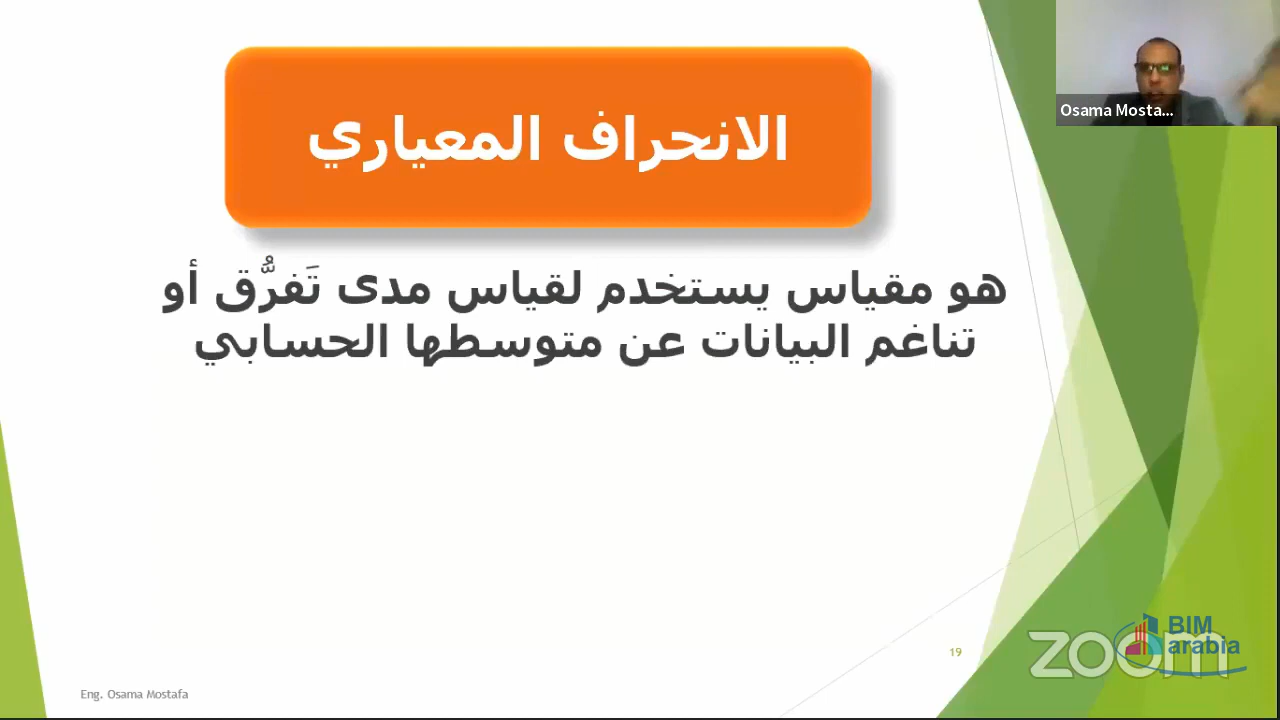 الانحراف المعياري
هو مقياس يستخدم لقياس مدى تَفرُّق أو
تناغم البيانات عن متوسطها الحسابي
Osama Mosta...
19
Eng. Osama Mostafa
zoom
BIM
arabia